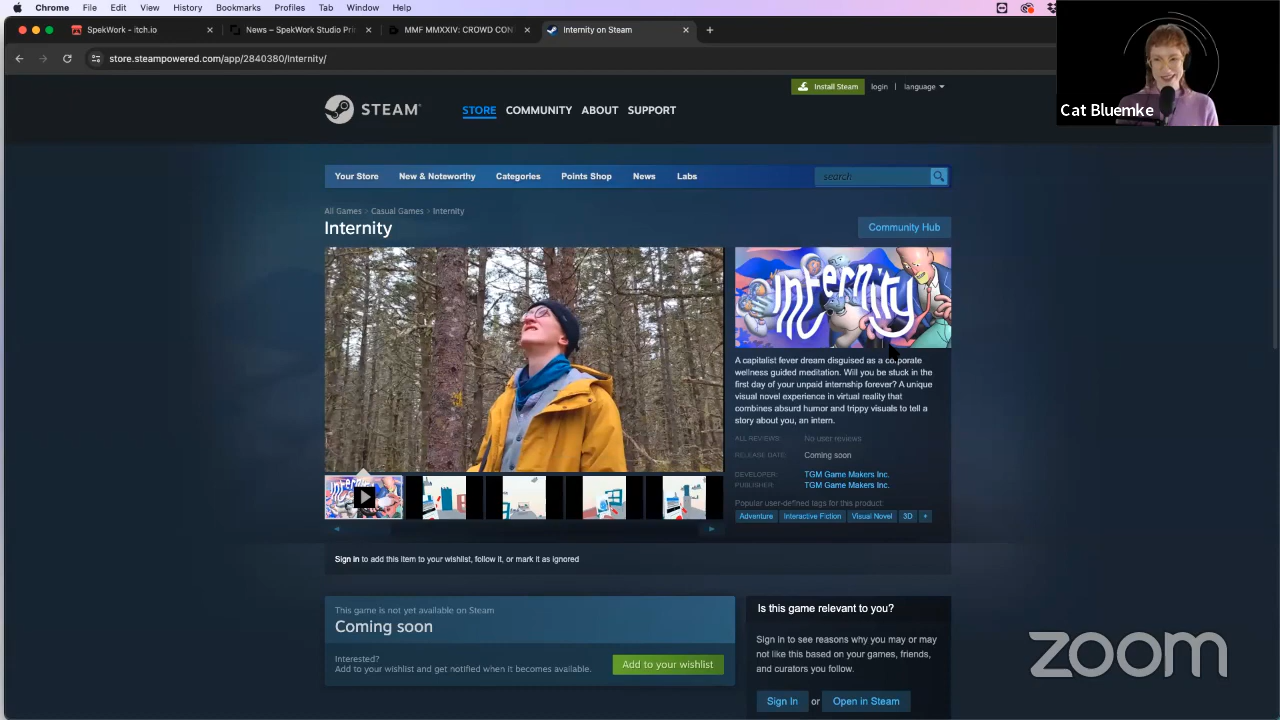 Chrome File Edit View History Bookmarks Profiles Tab Window Help
SpekWork - itch.io
News – SpekWork Studio Pri
MMF MMXXIV: CROWD CON
Internity on Steam
store.steampowered.com/app/2840380/Internity/
Cat Bluemke
Install Steam login | language
STEAM
STORE COMMUNITY ABOUT SUPPORT
Your Store New & Noteworthy Categories Points Shop News Labs
search
All Games > Casual Games > Internity
Internity
Community Hub
Internity
A capitalist fever dream disguised as a corporate
wellness guided meditation. Will you be stuck in the
first day of your unpaid internship forever? A unique
visual novel experience in virtual reality that
combines absurd humor and trippy visuals to tell a
story about you, an intern.
ALL REVIEWS: No user reviews
RELEASE DATE: Coming soon
DEVELOPER: TGM Game Makers Inc.
PUBLISHER: TGM Game Makers Inc.
Popular user-defined tags for this product:
Adventure Interactive Fiction Visual Novel 3D +
Sign in to add this item to your wishlist, follow it, or mark it as ignored
This game is not yet available on Steam
Coming soon
Interested?
Add to your wishlist and get notified when it becomes available.
Add to your wishlist
Is this game relevant to you?
Sign in to see reasons why you may or may
not like this based on your games, friends,
and curators you follow.
Sign In or Open in Steam
zoom